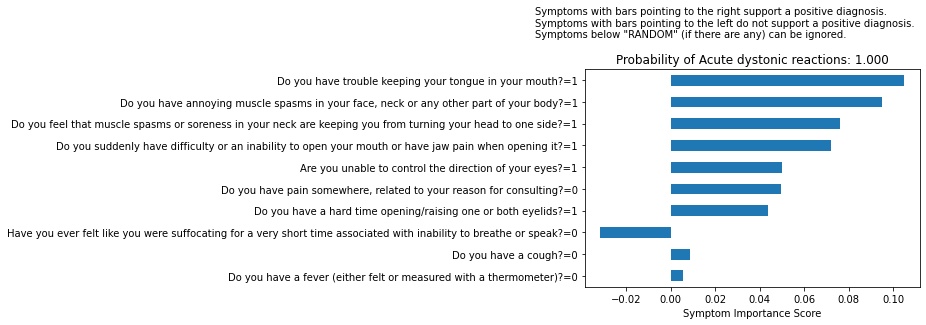 Symptoms with bars pointing to the right support a positive diagnosis.
Symptoms with bars pointing to the left do not support a positive diagnosis.
Symptoms below "RANDOM" (if there are any) can be ignored.
Probability of Acute dystonic reactions: 1.000
Do you have trouble keeping your tongue in your mouth?=1
Do you have annoying muscle spasms in your face, neck or any other part of your body?=1
Do you feel that muscle spasms or soreness in your neck are keeping you from turning your head to one side?=1
Do you suddenly have difficulty or an inability to open your mouth or have jaw pain when opening it?=1
Are you unable to control the direction of your eyes?=1
Do you have pain somewhere, related to your reason for consulting?=0
Do you have a hard time opening/raising one or both eyelids?=1
Have you ever felt like you were suffocating for a very short time associated with inability to breathe or speak?=0
Do you have a cough?=0
Do you have a fever (either felt or measured with a thermometer)?=0
−0.02 0.00 0.02 0.04 0.06 0.08 0.10
Symptom Importance Score